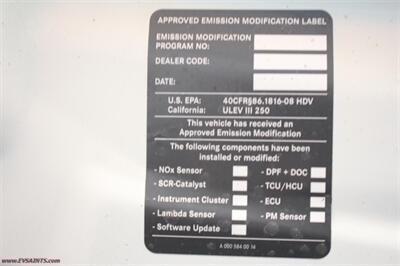 APPROVED EMISSION MODIFICATION LABEL
EMISSION MODIFICATION
PROGRAM NO:
DEALER CODE:
DATE:
U.S. EPA: 40CFR§86.1816-08 HDV
California: ULEV III 250
This vehicle has received an
Approved Emission Modification
The following components have been
installed or modified:
- NOx Sensor - DPF + DOC
- SCR-Catalyst - TCU/HCU
- Instrument Cluster - ECU
- Lambda Sensor - PM Sensor
- Software Update
A 000 584 00 14
www.EVSAINTS.com